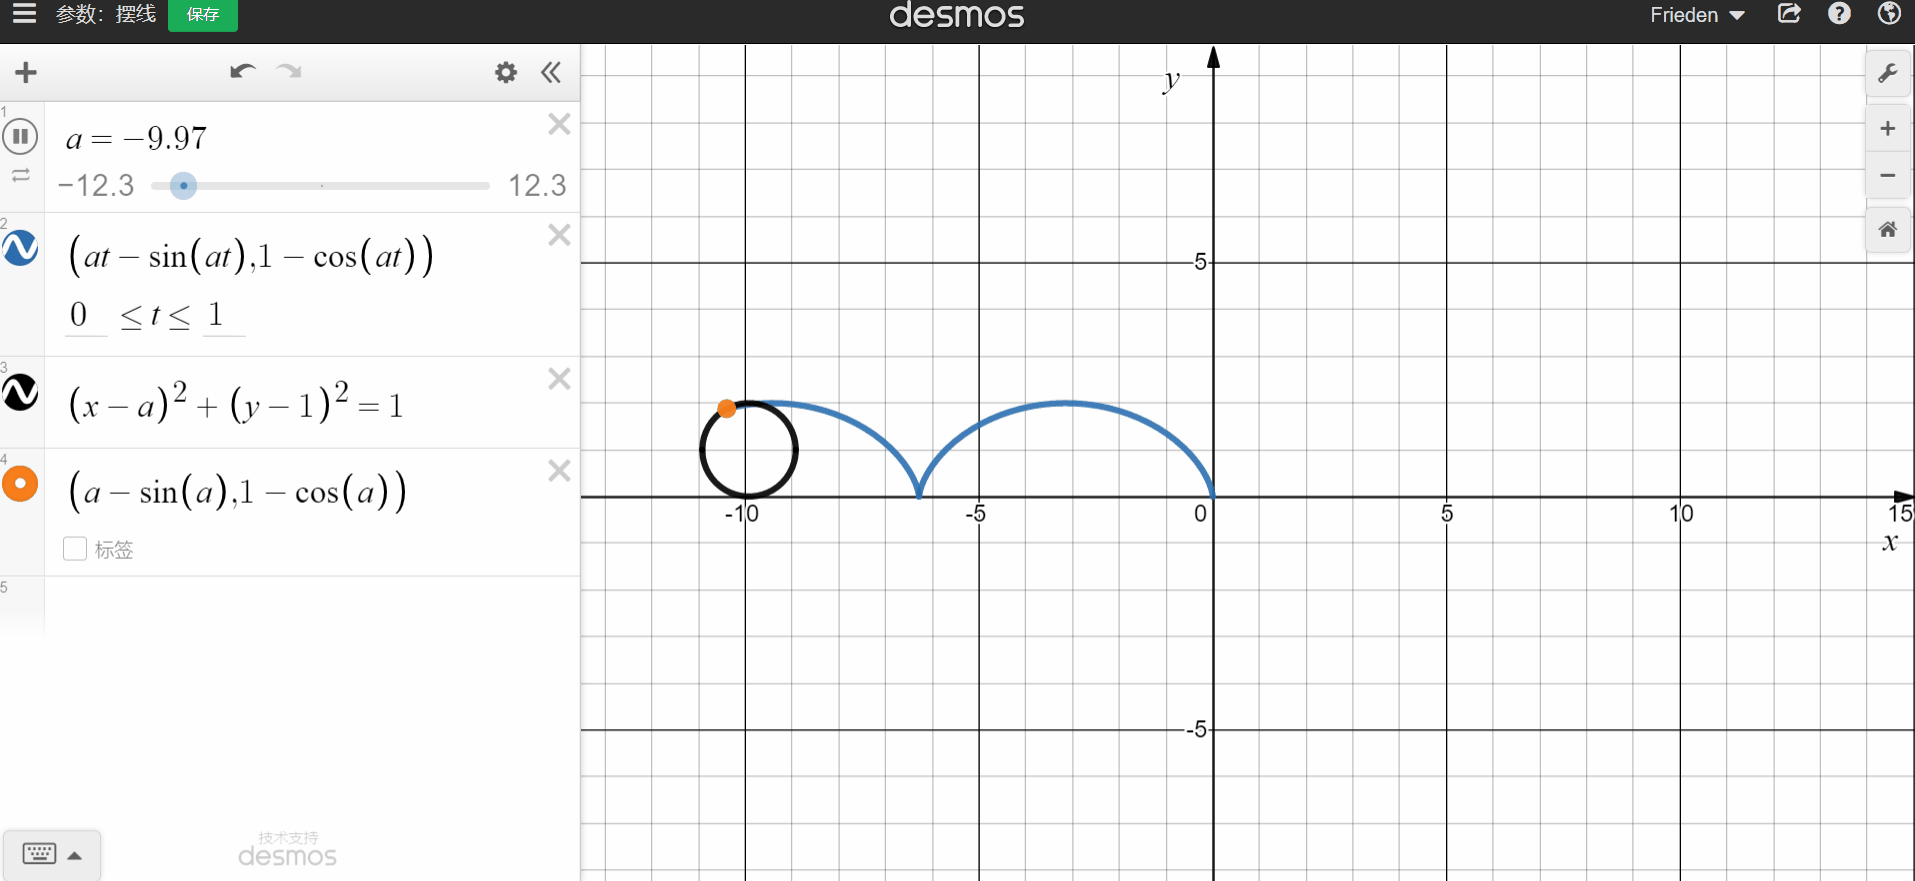 参数：摆线 保存 desmos Frieden
1
a = −9.97
−12.3 12.3
2
(at − sin(at),1 − cos(at))
0 ≤ t ≤ 1
3
(x − a)² + (y − 1)² = 1
4
(a − sin(a),1 − cos(a))
标签
5
技术支持
desmos
y
5
-10 -5 0 5 10 15
x
-5